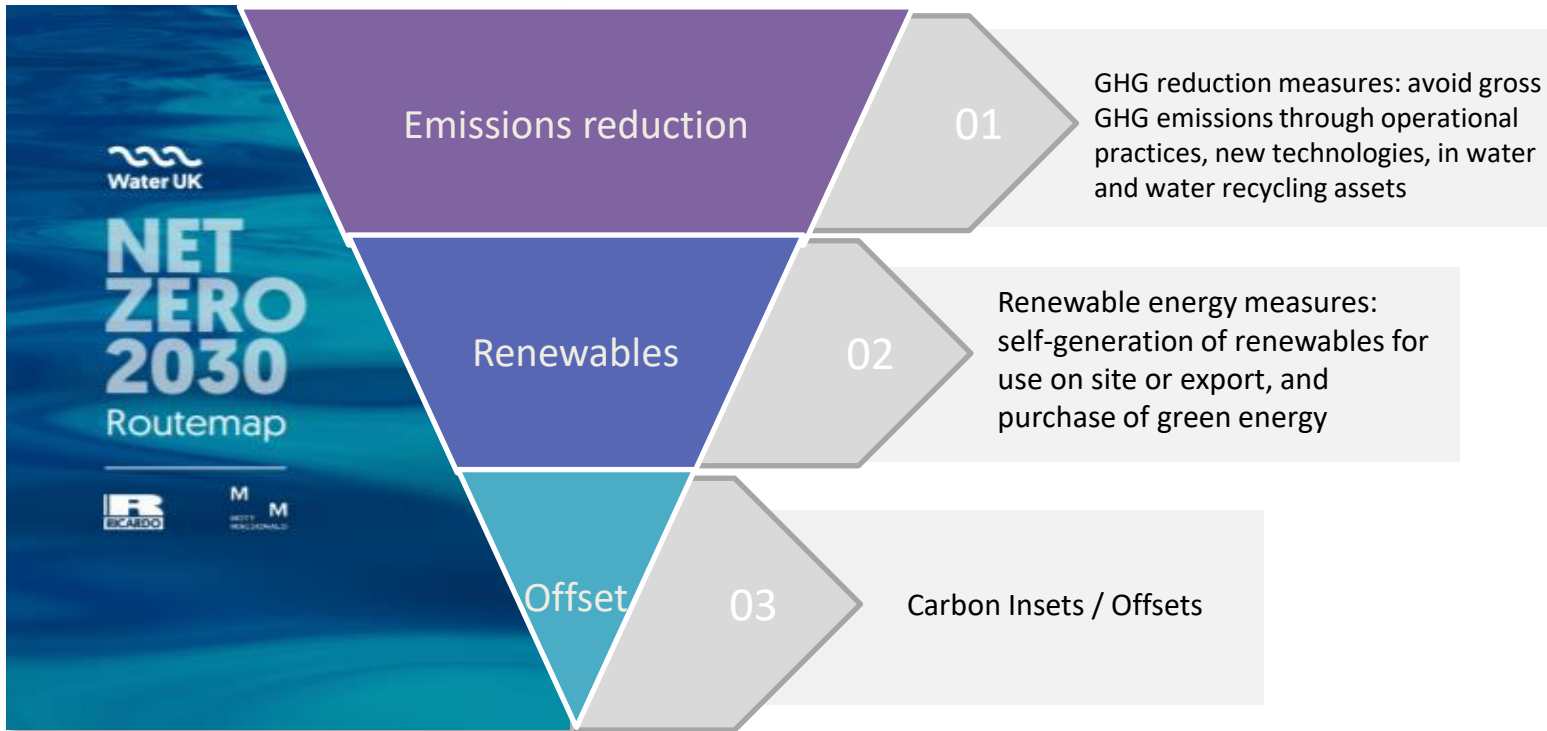 Water UK
NET
ZERO
2030
Routemap
RICARDO
M
M
MOTT
MACDONALD
Emissions reduction
01
GHG reduction measures: avoid gross
GHG emissions through operational
practices, new technologies, in water
and water recycling assets
Renewables
02
Renewable energy measures:
self-generation of renewables for
use on site or export, and
purchase of green energy
Offset
03
Carbon Insets / Offsets